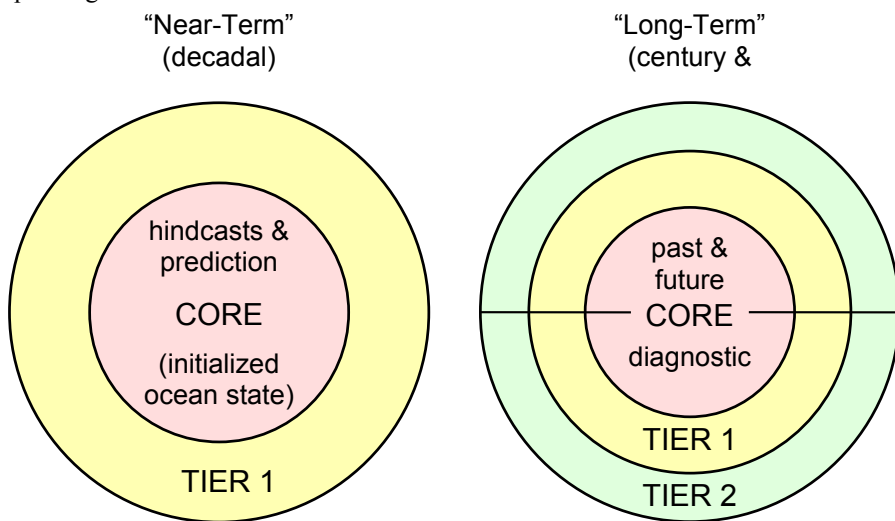 “Near-Term”
(decadal)
“Long-Term”
(century &
hindcasts &
prediction
CORE
(initialized
ocean state)
TIER 1
past &
future
CORE
diagnostic
TIER 1
TIER 2